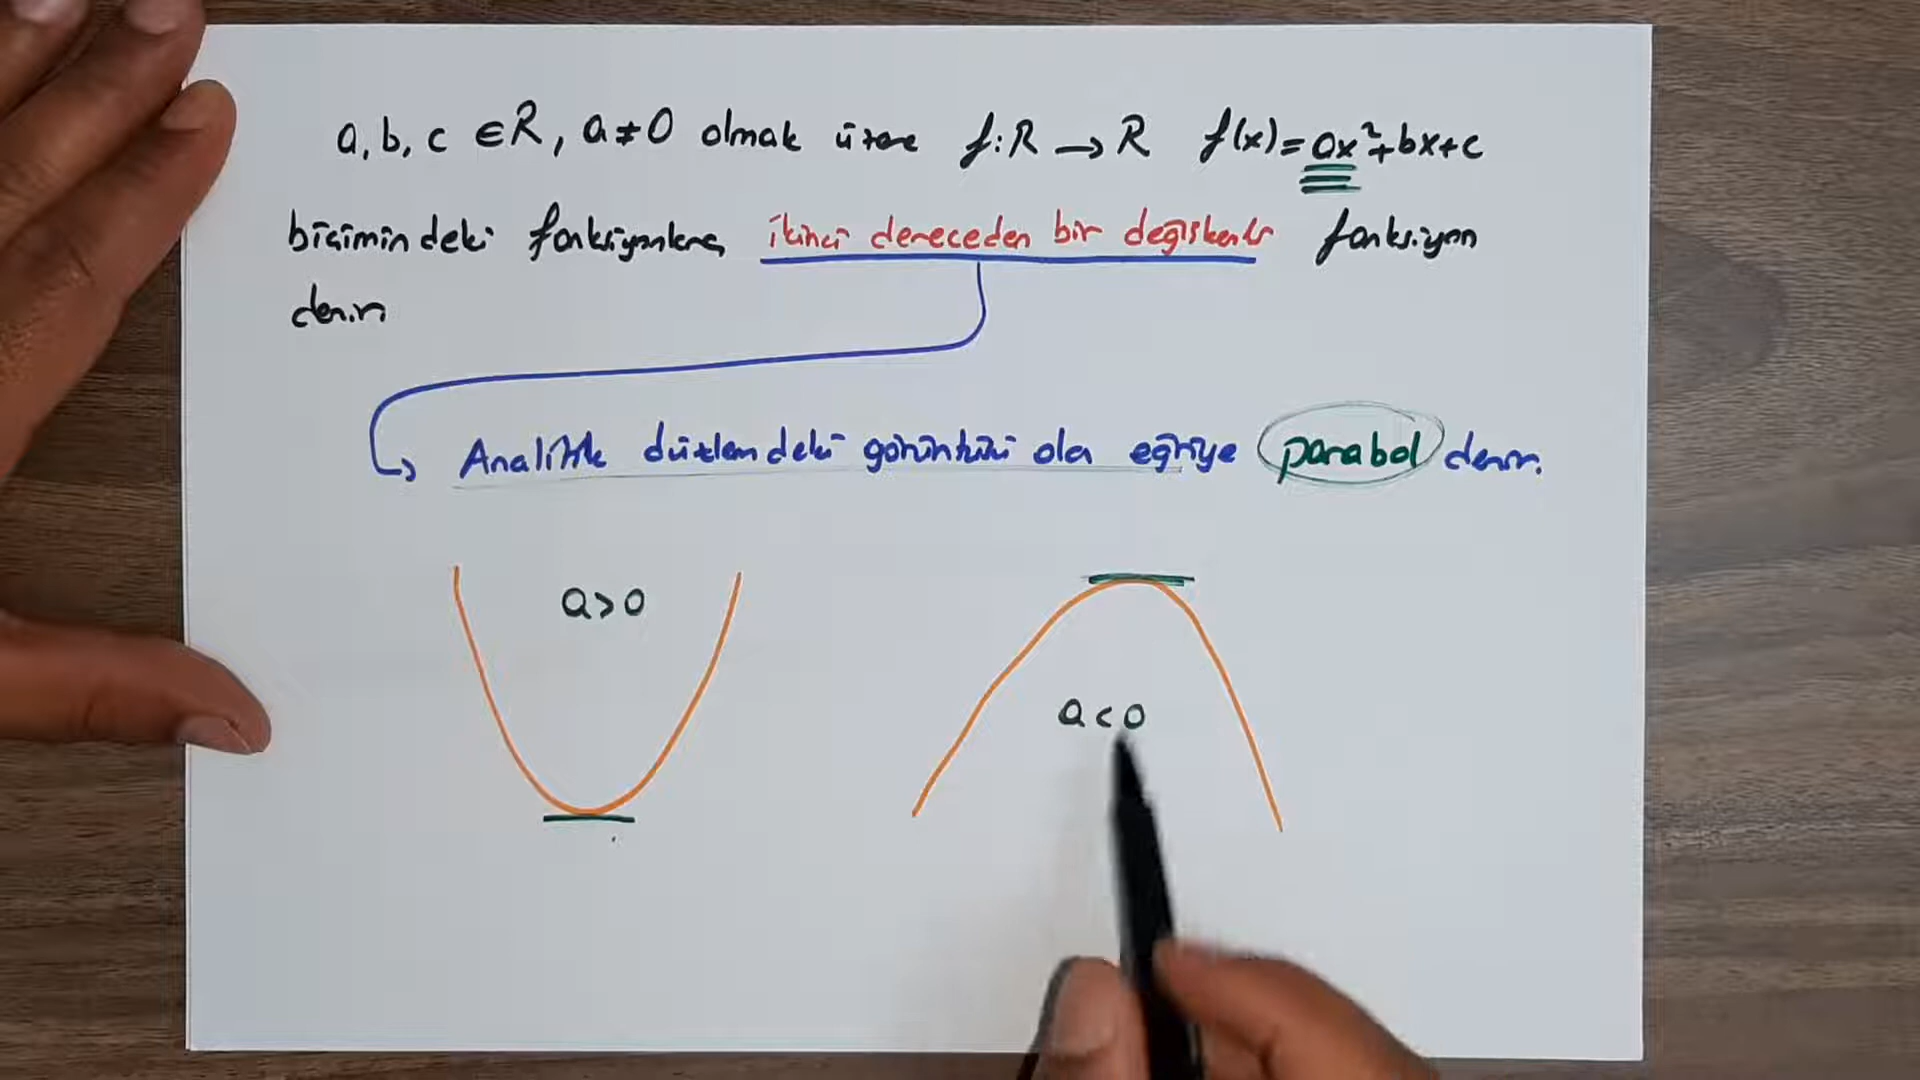 a, b, c ∈ R, a ≠ 0 olmak üzere f: R → R f(x) = ax²+bx+c
biçimindeki fonksiyonlara ikinci dereceden bir değişkenli fonksiyon
denir
Analitik düzlemdeki görüntüsü olan eğriye parabol denir.
a > 0
a < 0